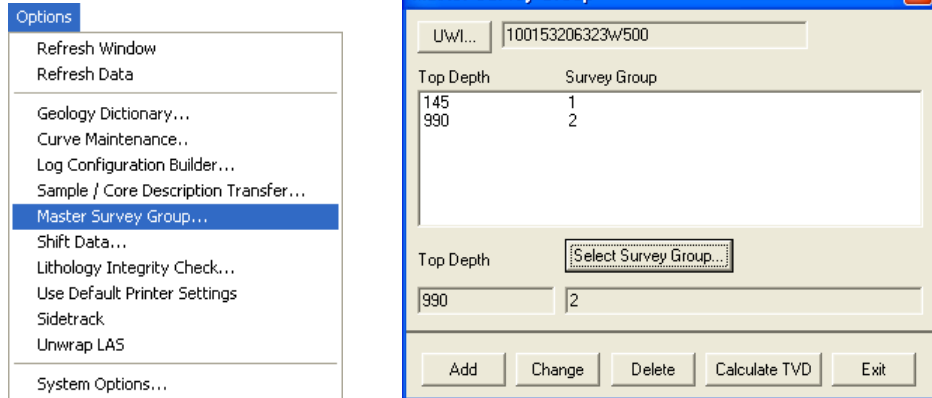 Options
Refresh Window
Refresh Data
Geology Dictionary...
Curve Maintenance..
Log Configuration Builder...
Sample / Core Description Transfer...
Master Survey Group...
Shift Data...
Lithology Integrity Check...
Use Default Printer Settings
Sidetrack
Unwrap LAS
System Options...
UWI... 100153206323W500
Top Depth Survey Group
145 1
990 2
Top Depth Select Survey Group...
990 2
Add Change Delete Calculate TVD Exit